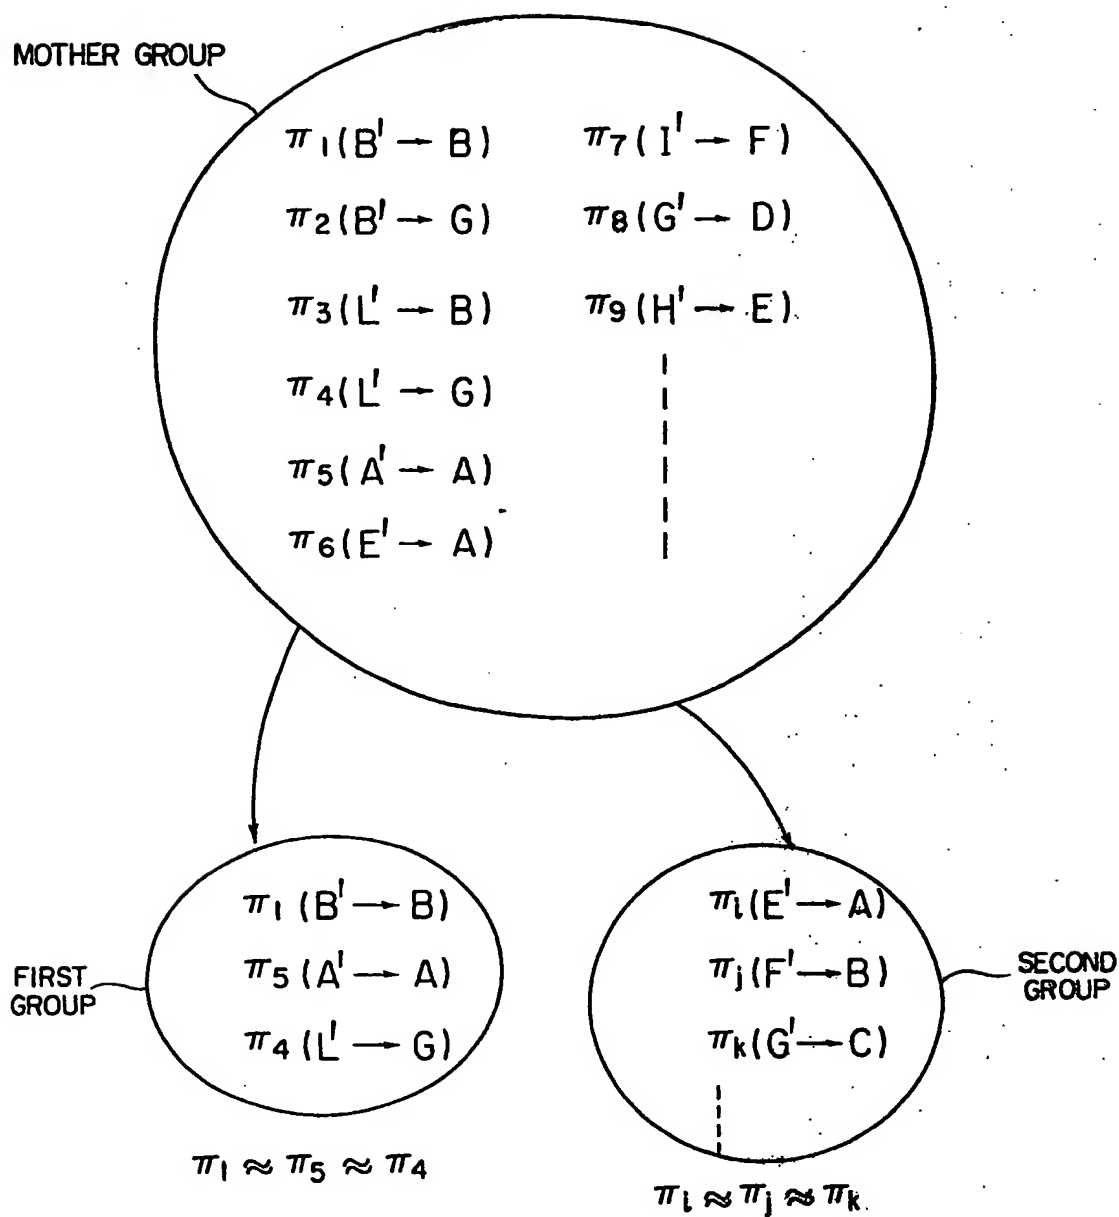 MOTHER GROUP
π1(B' → B)
π2(B' → G)
π3(L' → B)
π4(L' → G)
π5(A' → A)
π6(E' → A)
π7(I' → F)
π8(G' → D)
π9(H' → E)
FIRST
GROUP
π1(B' → B)
π5(A' → A)
π4(L' → G)
π1 ≈ π5 ≈ π4
πi(E' → A)
πj(F' → B)
πk(G' → C)
SECOND
GROUP
πi ≈ πj ≈ πk